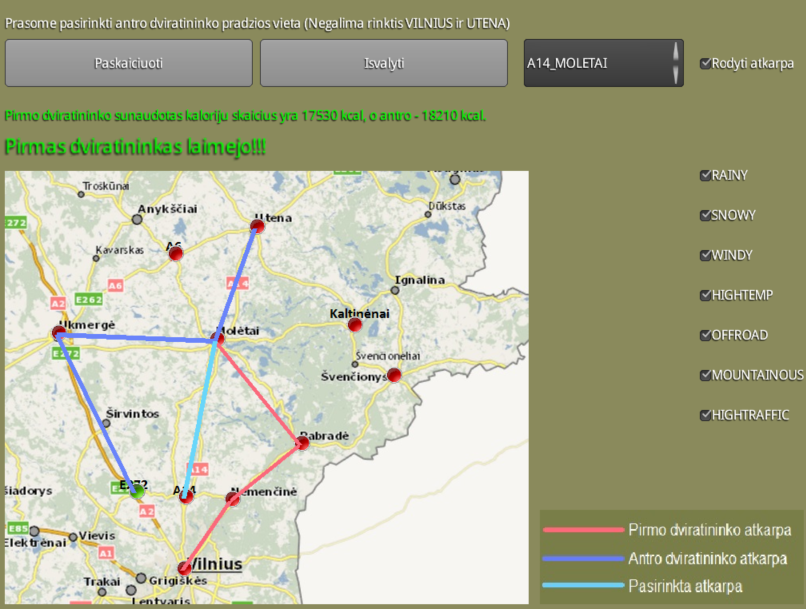 Prasome pasirinkti antro dviratininko pradzios vieta (Negalima rinktis VILNIUS ir UTENA)
Paskaiciuoti
Isvalyti
A14_MOLETAI
Rodyti atkarpa
Pirmo dviratininko sunaudotas kaloriju skaicius yra 17530 kcal, o antro - 18210 kcal.
Pirmas dviratininkas laimejo!!!
RAINY
SNOWY
WINDY
HIGHTEMP
OFFROAD
MOUNTAINOUS
HIGHTRAFFIC
Troškūnai
Anykščiai
Utena
Dūkštas
272
Kavarskas
A6
A6
A14
Ignalina
E262
A2
Kaltinėnai
Ukmergė
Molėtai
E272
Švenčionėliai
Švenčionys
Širvintos
Pabradė
A14
E272
A14
Nemenčinė
A2
E85
Elektrėnai
Vievis
A1
Vilnius
Trakai
Grigiškės
Lentvaris
Pirmo dviratininko atkarpa
Antro dviratininko atkarpa
Pasirinkta atkarpa